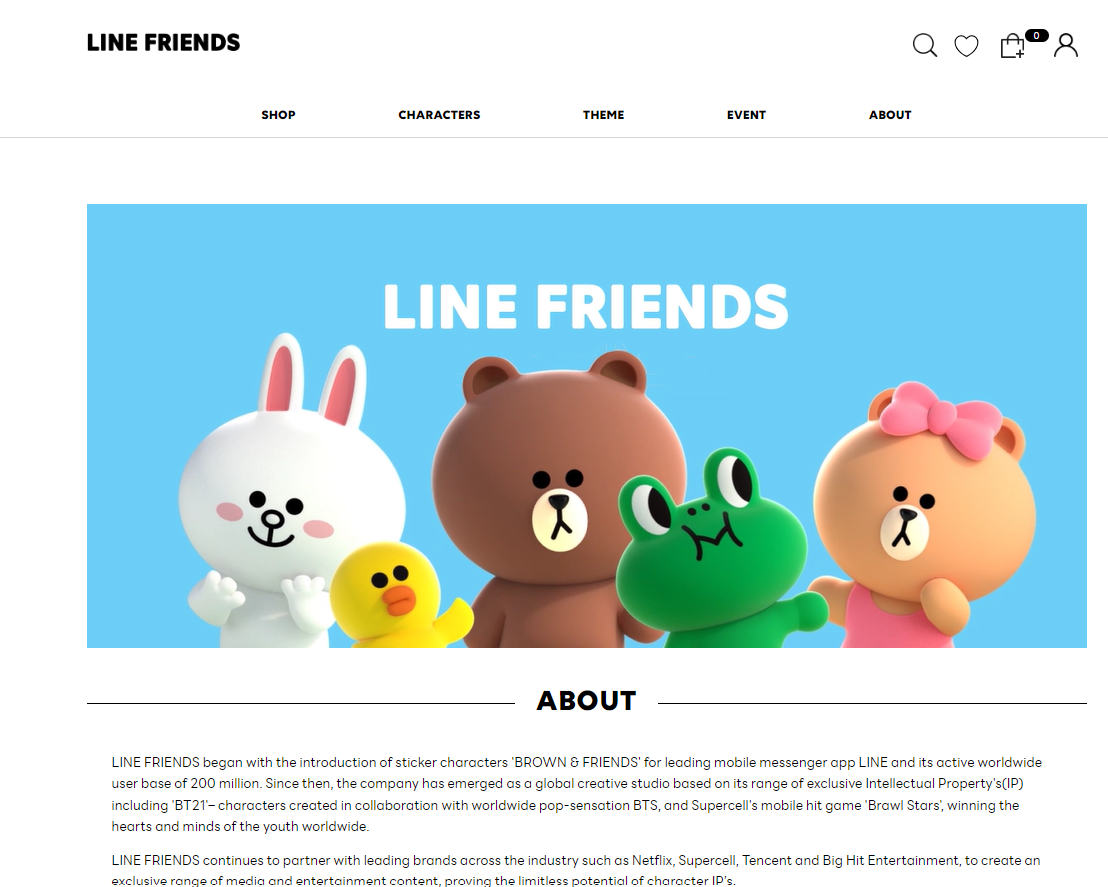 LINE FRIENDS
0
SHOP CHARACTERS THEME EVENT ABOUT
LINE FRIENDS
ABOUT
LINE FRIENDS began with the introduction of sticker characters 'BROWN & FRIENDS' for leading mobile messenger app LINE and its active worldwide
user base of 200 million. Since then, the company has emerged as a global creative studio based on its range of exclusive Intellectual Property's(IP)
including 'BT21'– characters created in collaboration with worldwide pop-sensation BTS, and Supercell's mobile hit game 'Brawl Stars', winning the
hearts and minds of the youth worldwide.
LINE FRIENDS continues to partner with leading brands across the industry such as Netflix, Supercell, Tencent and Big Hit Entertainment, to create an
exclusive range of media and entertainment content, proving the limitless potential of character IP's.